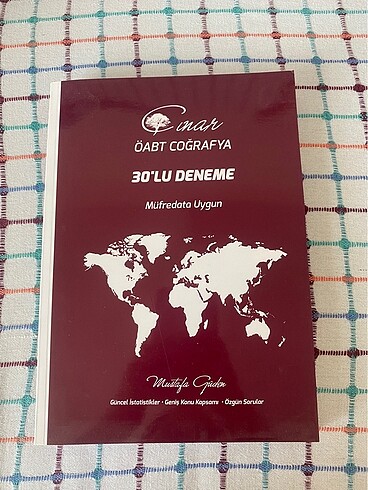 Çınar
ÖABT COĞRAFYA
30'LU DENEME
Müfredata Uygun
Mustafa Güden
Güncel İstatistikler • Geniş Konu Kapsamı • Özgün Sorular